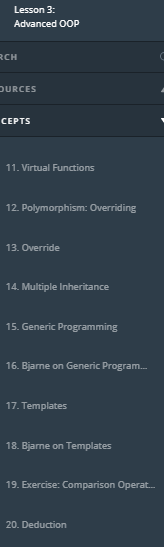 Lesson 3:
Advanced OOP
RCH
OURCES
CEPTS
11. Virtual Functions
12. Polymorphism: Overriding
13. Override
14. Multiple Inheritance
15. Generic Programming
16. Bjarne on Generic Program...
17. Templates
18. Bjarne on Templates
19. Exercise: Comparison Operat...
20. Deduction